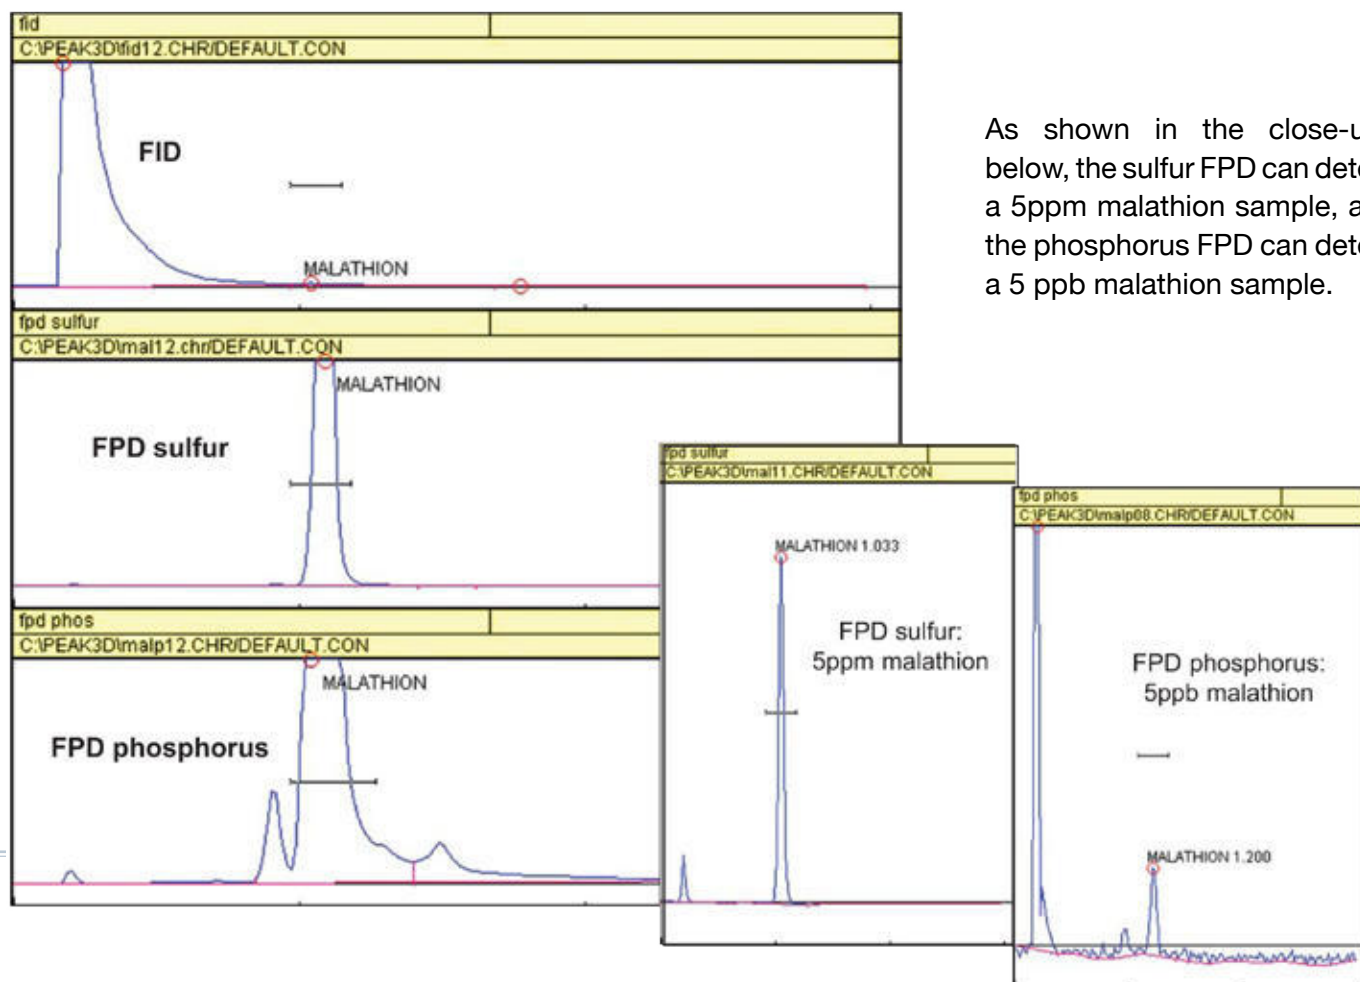 fid
C:\PEAK3D\fid12.CHR/DEFAULT.CON
FID
MALATHION
As shown in the close-u
below, the sulfur FPD can dete
a 5ppm malathion sample, a
the phosphorus FPD can dete
a 5 ppb malathion sample.
fpd sulfur
C:\PEAK3D\mal12.chr/DEFAULT.CON
MALATHION
FPD sulfur
fpd phos
C:\PEAK3D\malp12.CHR/DEFAULT.CON
MALATHION
FPD phosphorus
fpd sulfur
C:\PEAK3D\mal11.CHR/DEFAULT.CON
MALATHION 1.033
FPD sulfur:
5ppm malathion
fpd phos
C:\PEAK3D\malp08.CHR/DEFAULT.CON
FPD phosphorus:
5ppb malathion
MALATHION 1.200